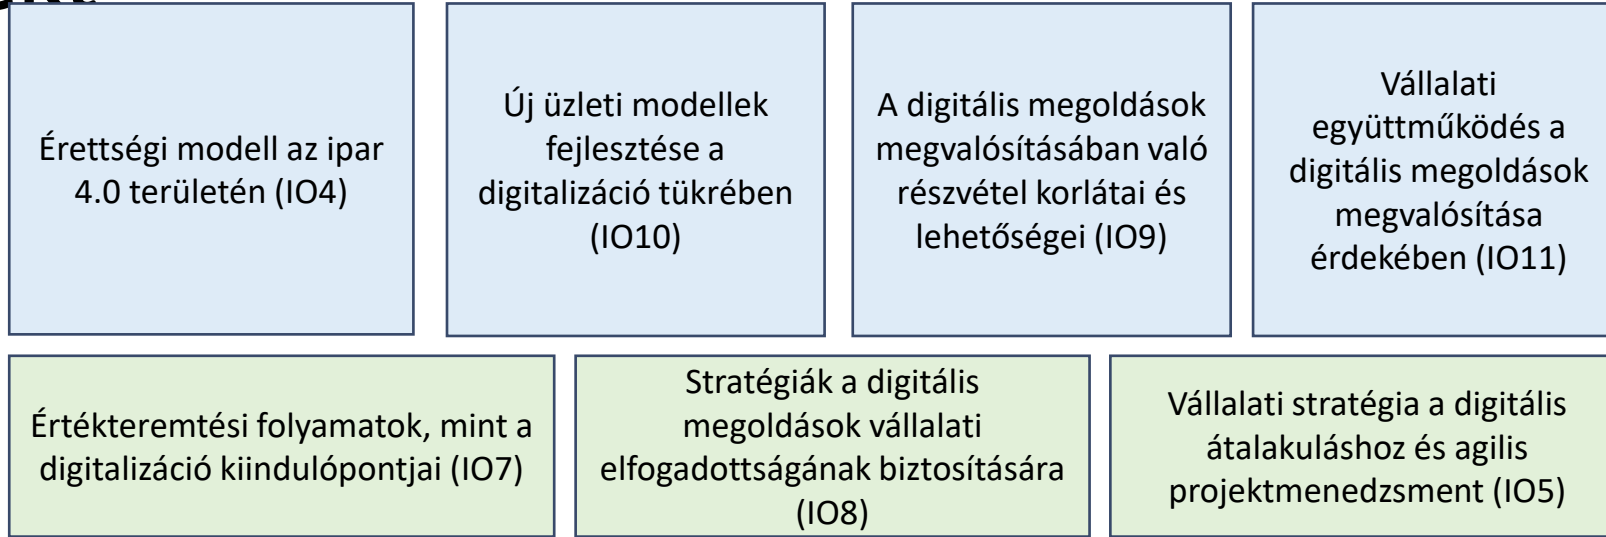 Érettségi modell az ipar
4.0 területén (IO4)
Új üzleti modellek
fejlesztése a
digitalizáció tükrében
(IO10)
A digitális megoldások
megvalósításában való
részvétel korlátai és
lehetőségei (IO9)
Vállalati
együttműködés a
digitális megoldások
megvalósítása
érdekében (IO11)
Értékteremtési folyamatok, mint a
digitalizáció kiindulópontjai (IO7)
Stratégiák a digitális
megoldások vállalati
elfogadottságának biztosítására
(IO8)
Vállalati stratégia a digitális
átalakuláshoz és agilis
projektmenedzsment (IO5)